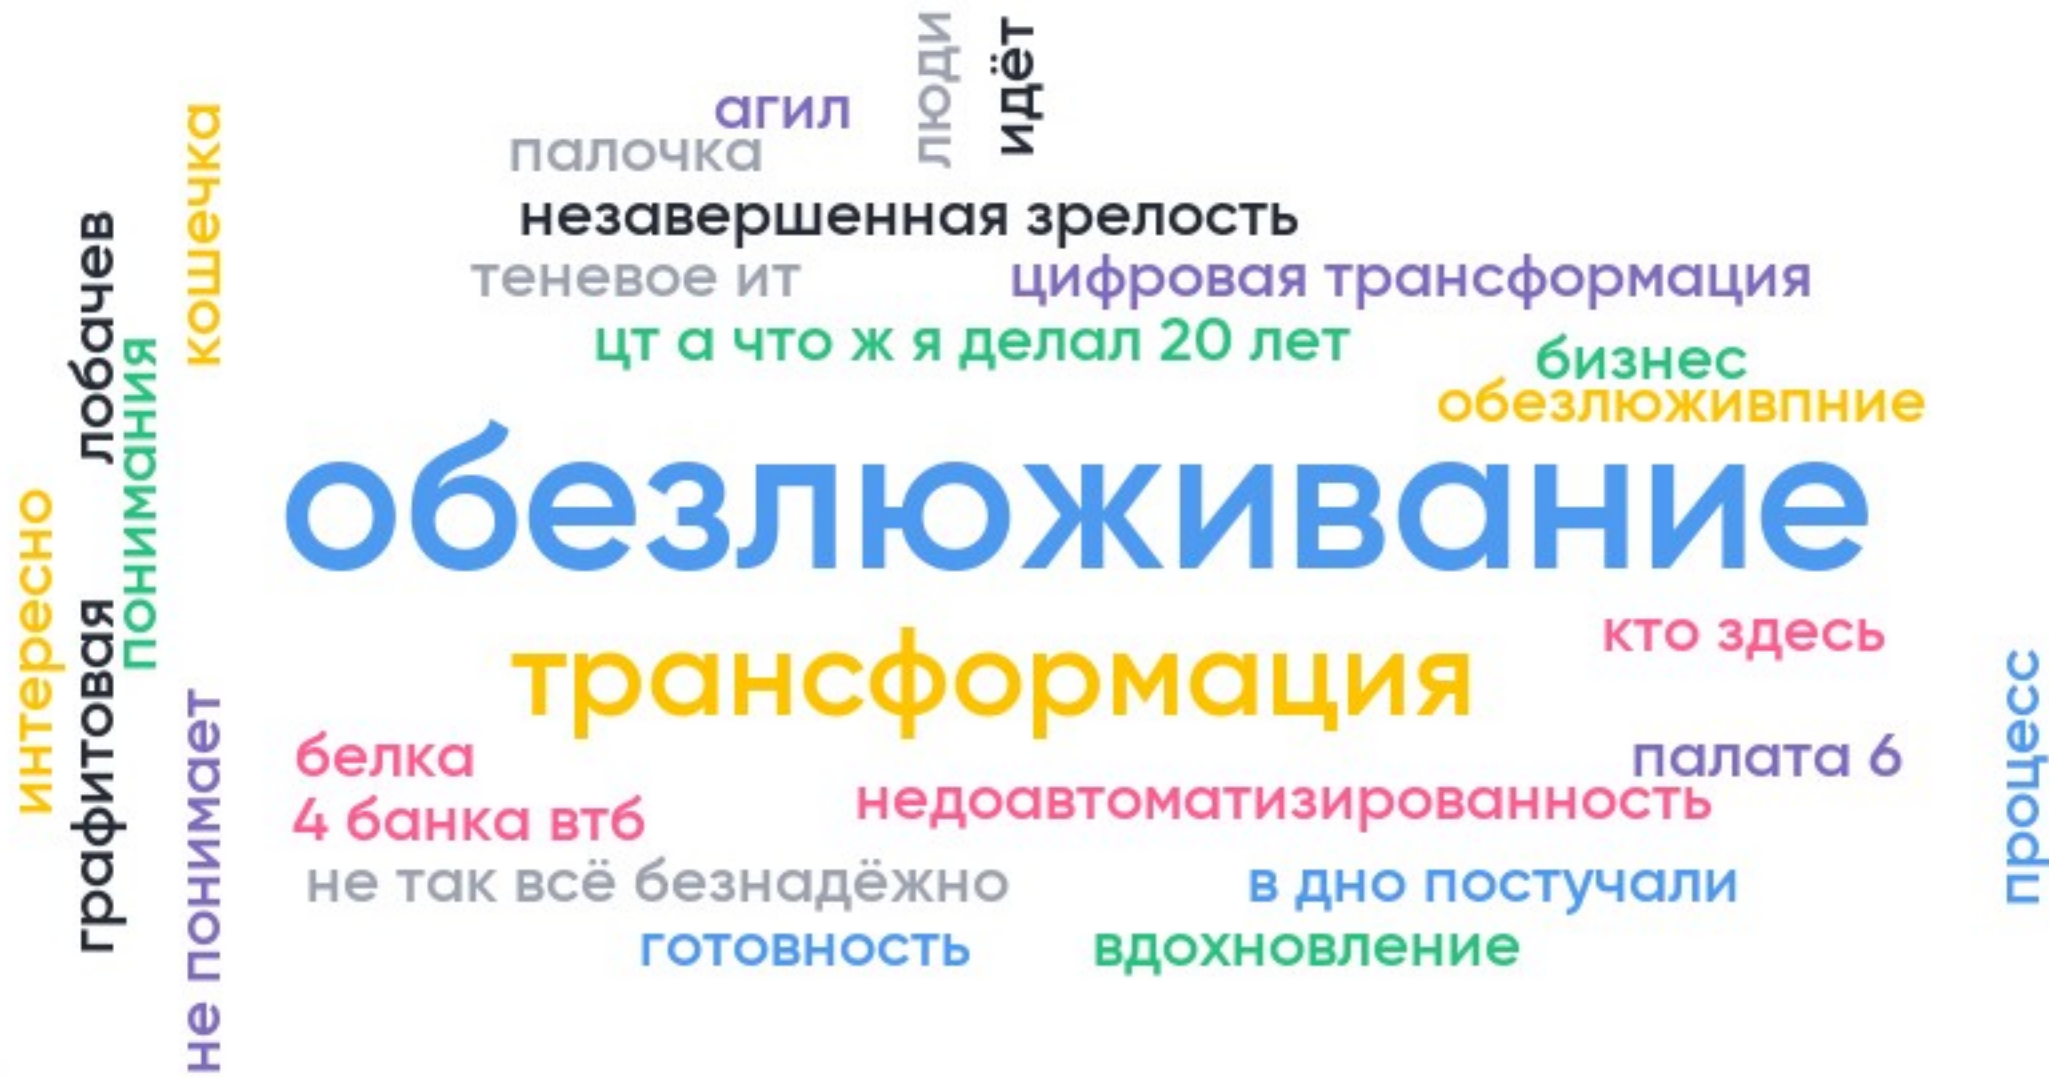 люди
идёт
агил
палочка
кошечка
незавершенная зрелость
лобачев
теневое ит
цифровая трансформация
цт а что ж я делал 20 лет
понимания
бизнес
обезлюживпние
обезлюживание
интересно
графитовая
кто здесь
трансформация
процесс
не понимает
белка
палата 6
4 банка втб
недоавтоматизированность
не так всё безнадёжно
в дно постучали
готовность
вдохновление